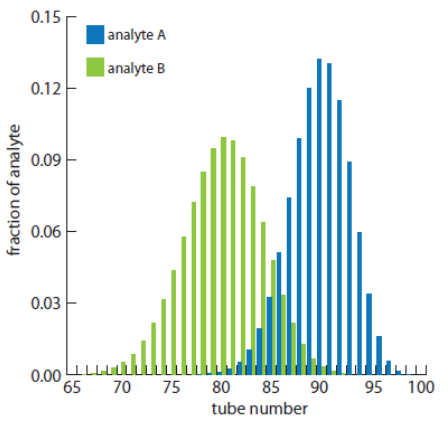 0.15
analyte A
analyte B
0.12
0.09
fraction of analyte
0.06
0.03
0.00
65 70 75 80 85 90 95 100
tube number